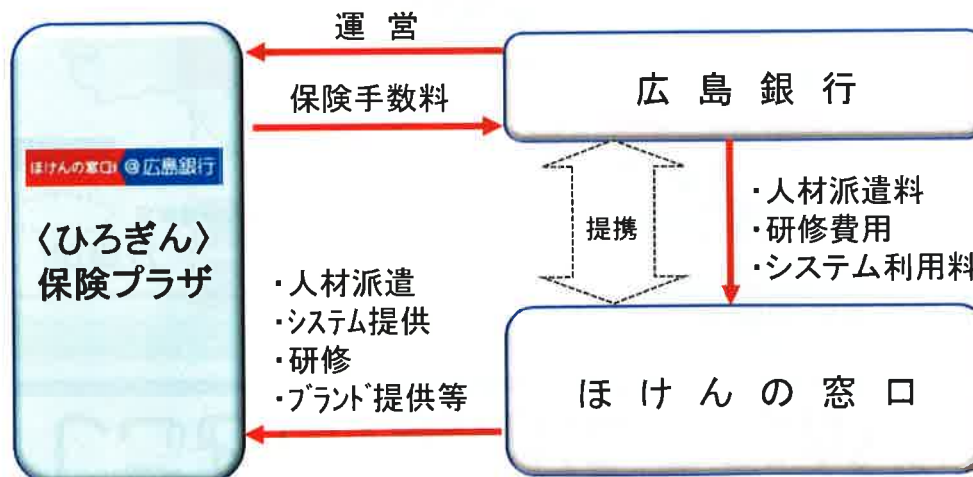 運営
保険手数料
広島銀行
ほけんの窓口 @広島銀行
〈ひろぎん〉
保険プラザ
提携
・人材派遣料
・研修費用
・システム利用料
・人材派遣
・システム提供
・研修
・ブランド提供等
ほけんの窓口